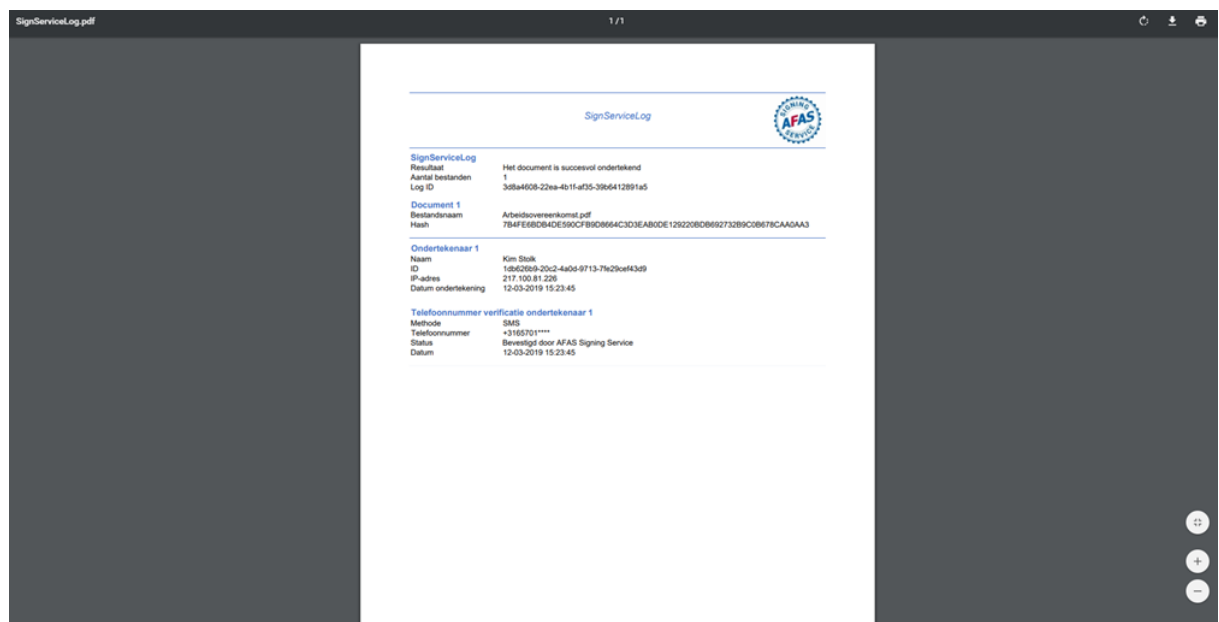 SignServiceLog.pdf 1 / 1
SignServiceLog
SIGNING
AFAS
SERVICE
SignServiceLog
Resultaat Het document is succesvol ondertekend
Aantal bestanden 1
Log ID 3d8a4608-22ea-4b1f-af35-39b6412891a5
Document 1
Bestandsnaam Arbeidsovereenkomst.pdf
Hash 7B4FE6BDB4DE590CFB9D8664C3D3EAB0DE129220BDB692732B9C0B678CAA0AA3
Ondertekenaar 1
Naam Kim Stolk
ID 1db626b9-20c2-4a0d-9713-7fe29cef43d9
IP-adres 217.100.81.226
Datum ondertekening 12-03-2019 15:23:45
Telefoonnummer verificatie ondertekenaar 1
Methode SMS
Telefoonnummer +3165701****
Status Bevestigd door AFAS Signing Service
Datum 12-03-2019 15:23:45